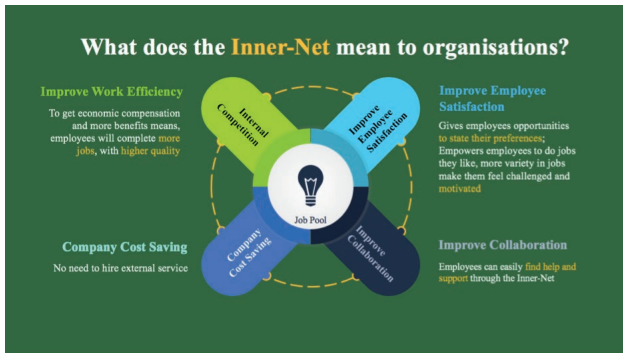 What does the Inner-Net mean to organisations?
Improve Work Efficiency
To get economic compensation
and more benefits means,
employees will complete more
jobs, with higher quality
Internal
Competition
Improve
Employee
Satisfaction
Improve Employee
Satisfaction
Gives employees opportunities
to state their preferences;
Empowers employees to do jobs
they like, more variety in jobs
make them feel challenged and
motivated
Job Pool
Company Cost Saving
No need to hire external service
Company
Cost Saving
Improve
Collaboration
Improve Collaboration
Employees can easily find help and
support through the Inner-Net